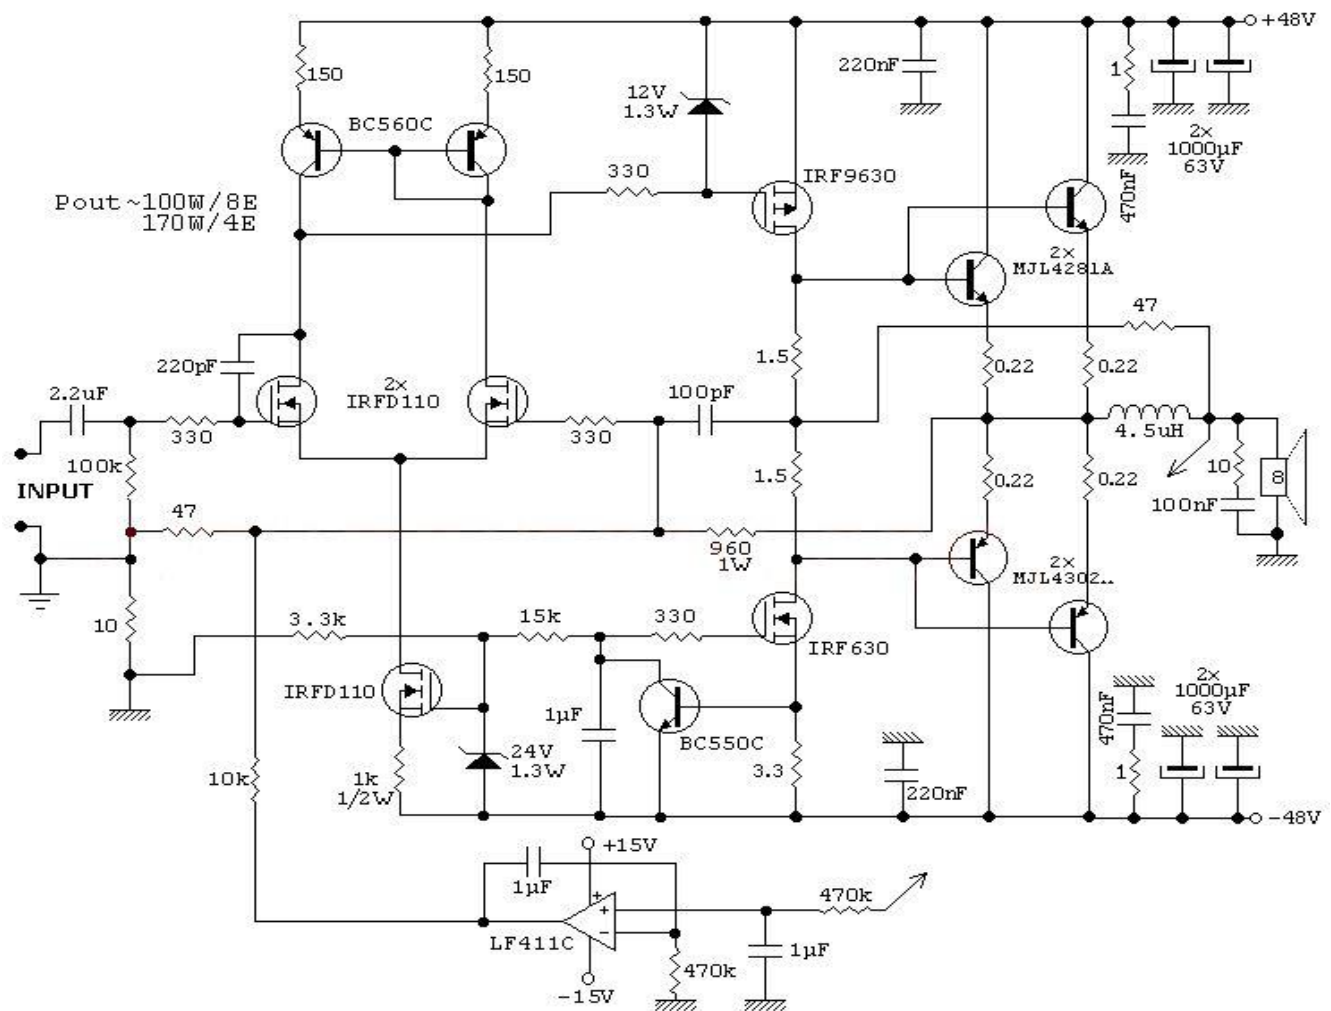 +48V
150
150
12V
1.3W
220nF
1
2x
1000µF
63V
470nF
BC560C
330
IRF9630
Pout~100W/8E
170W/4E
2x
MJL4281A
47
220pF
1.5
0.22
0.22
2.2uF
2x
IRFD110
100pF
330
330
4.5uH
100k
1.5
0.22
0.22
10
100nF
8
INPUT
47
960
1W
2x
MJL4302..
10
3.3k
15k
330
IRF630
IRFD110
1µF
BC550C
2x
1000µF
63V
470nF
24V
1.3W
10k
1k
1/2W
3.3
220nF
1
-48V
+15V
1µF
470k
+
+
-
LF411C
1µF
470k
-15V